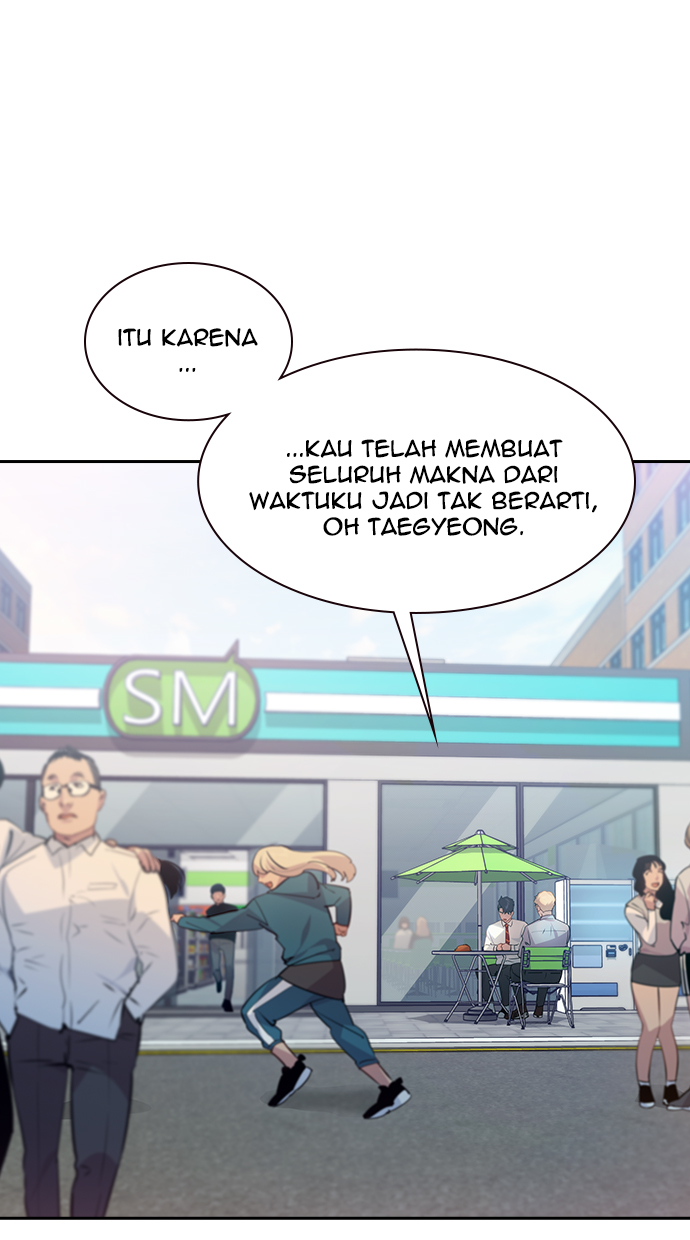 ITU KARENA
...
...KAU TELAH MEMBUAT
SELURUH MAKNA DARI
WAKTUKU JADI TAK BERARTI,
OH TAEGYEONG.
SM